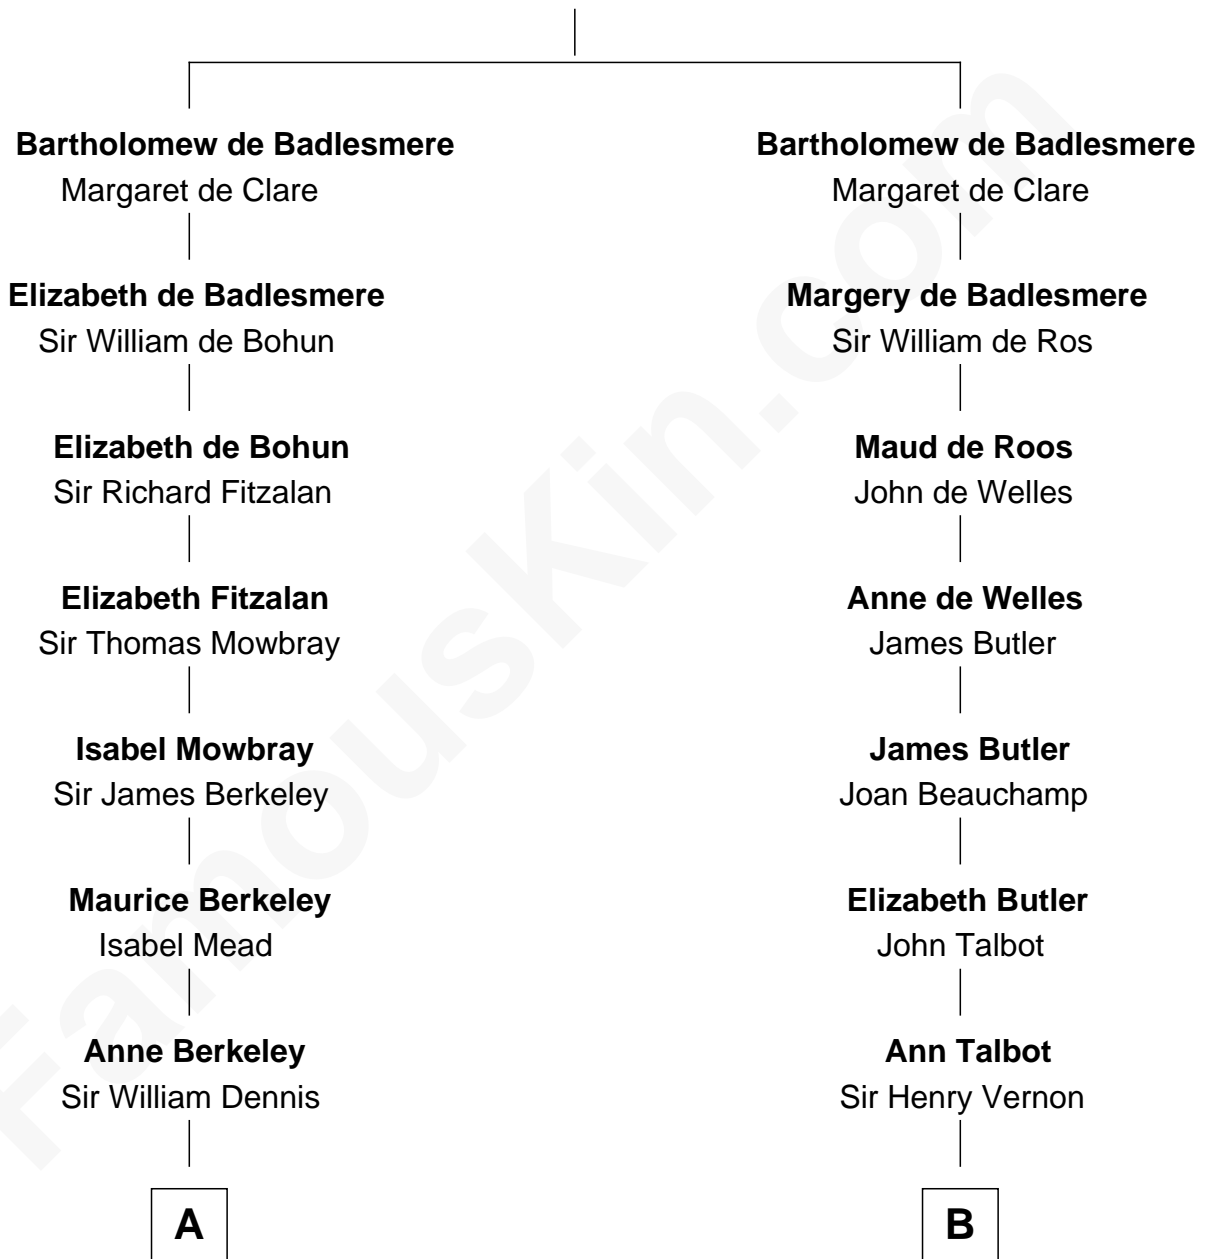 Bartholomew de Badlesmere
Margaret de Clare
Elizabeth de Badlesmere
Sir William de Bohun
Elizabeth de Bohun
Sir Richard Fitzalan
Elizabeth Fitzalan
Sir Thomas Mowbray
Isabel Mowbray
Sir James Berkeley
Maurice Berkeley
Isabel Mead
Anne Berkeley
Sir William Dennis
A
Bartholomew de Badlesmere
Margaret de Clare
Margery de Badlesmere
Sir William de Ros
Maud de Roos
John de Welles
Anne de Welles
James Butler
James Butler
Joan Beauchamp
Elizabeth Butler
John Talbot
Ann Talbot
Sir Henry Vernon
B
FamousKin.com